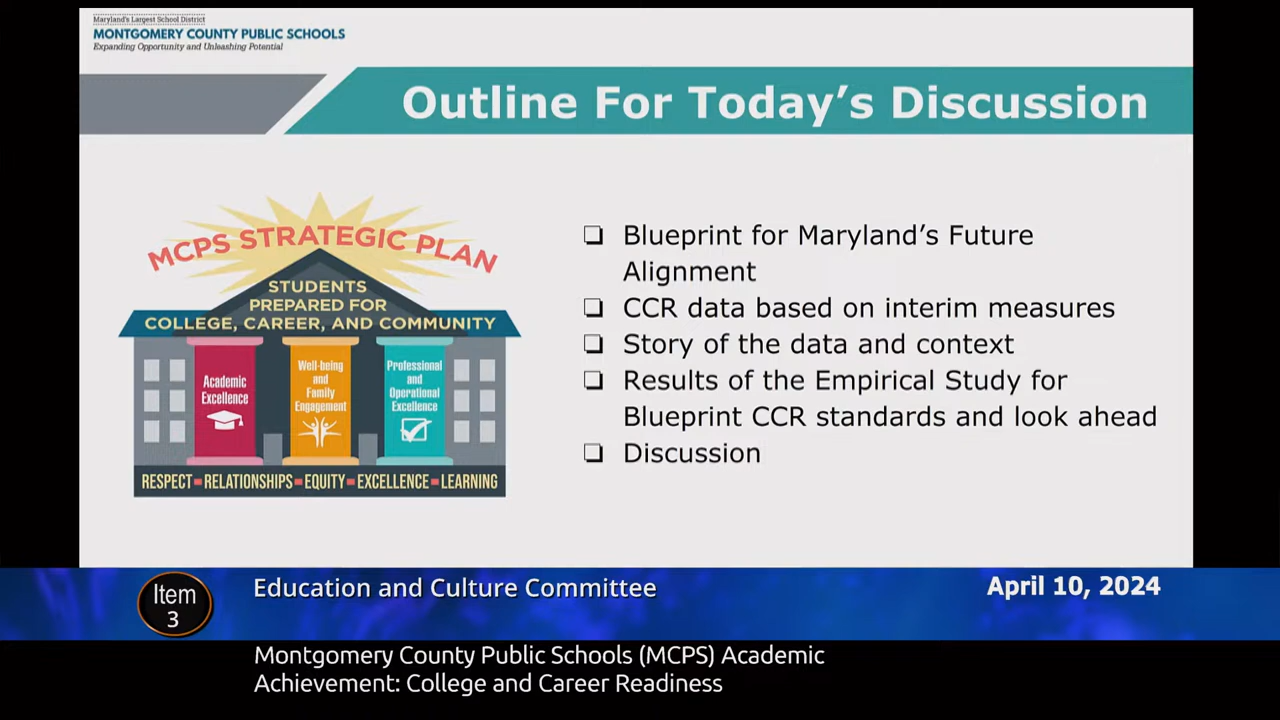 Maryland's Largest School District
MONTGOMERY COUNTY PUBLIC SCHOOLS
Expanding Opportunity and Unleashing Potential
Outline For Today's Discussion
MCPS STRATEGIC PLAN
STUDENTS
PREPARED FOR
COLLEGE, CAREER, AND COMMUNITY
Academic
Excellence
Well-being
and
Family
Engagement
Professional
and
Operational
Excellence
RESPECT-RELATIONSHIPS-EQUITY-EXCELLENCE-LEARNING
❏ Blueprint for Maryland's Future
Alignment
❏ CCR data based on interim measures
❏ Story of the data and context
❏ Results of the Empirical Study for
Blueprint CCR standards and look ahead
❏ Discussion
Item
3
Education and Culture Committee
April 10, 2024
Montgomery County Public Schools (MCPS) Academic
Achievement: College and Career Readiness